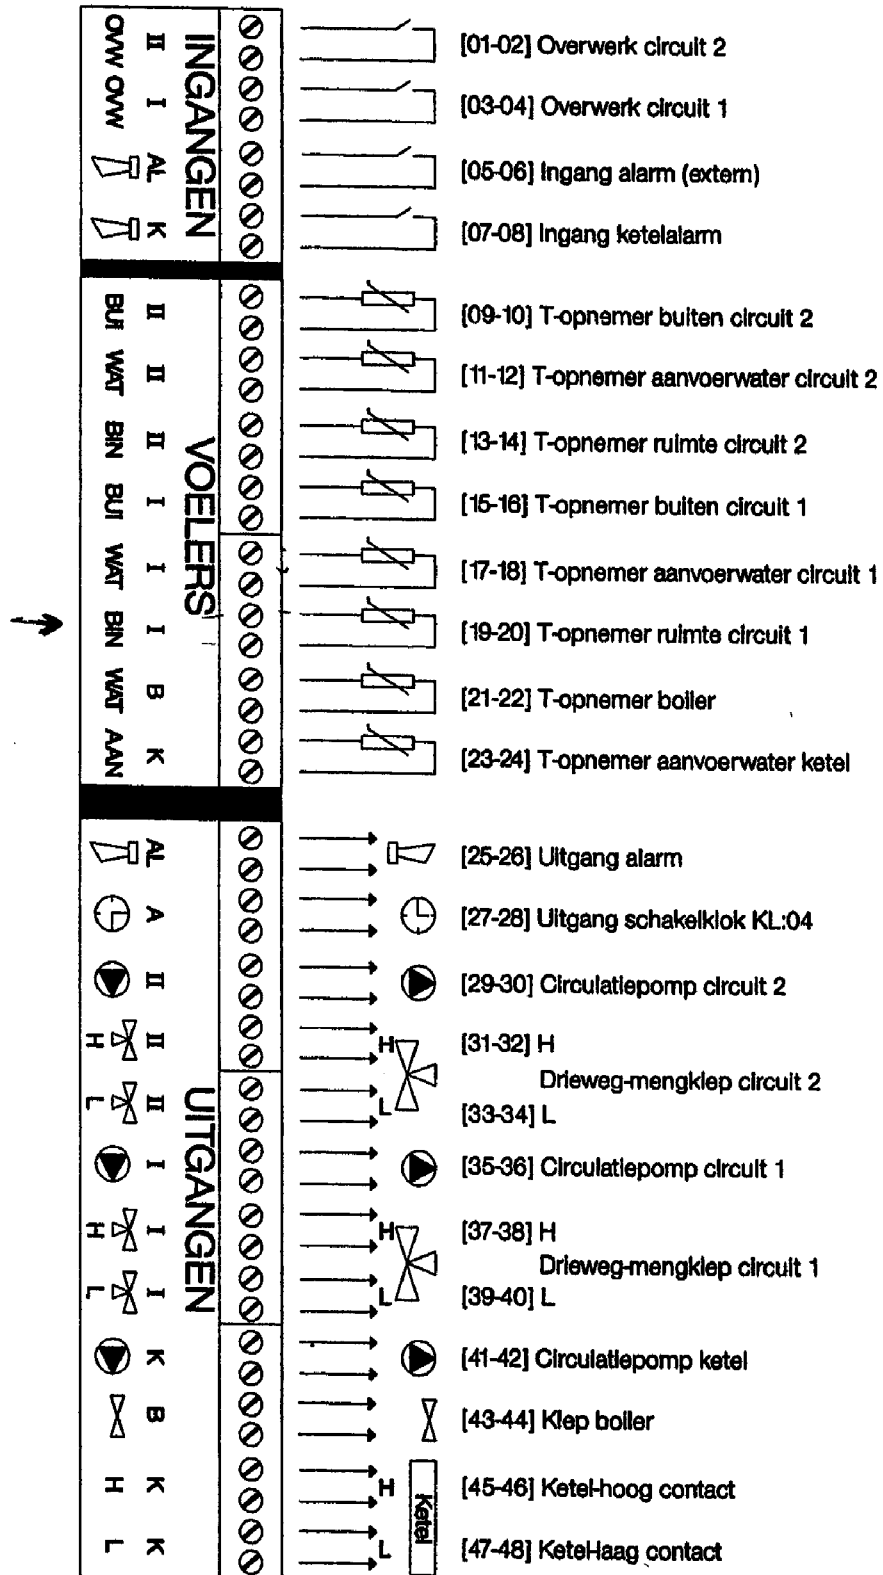 INGANGEN
OVW II
[01-02] Overwerk circuit 2
OVW I
[03-04] Overwerk circuit 1
AL
[05-06] Ingang alarm (extern)
K
[07-08] Ingang ketelalarm
VOELERS
BUI II
[09-10] T-opnemer buiten circuit 2
WAT II
[11-12] T-opnemer aanvoerwater circuit 2
BIN II
[13-14] T-opnemer ruimte circuit 2
BUI I
[15-16] T-opnemer buiten circuit 1
WAT I
[17-18] T-opnemer aanvoerwater circuit 1
BIN I
[19-20] T-opnemer ruimte circuit 1
WAT B
[21-22] T-opnemer boiler
AAN K
[23-24] T-opnemer aanvoerwater ketel
UITGANGEN
AL
[25-26] Uitgang alarm
A
[27-28] Uitgang schakelklok KL:04
II
[29-30] Circulatiepomp circuit 2
H II
H
[31-32] H
Drieweg-mengklep circuit 2
L II
L
[33-34] L
I
[35-36] Circulatiepomp circuit 1
H I
H
[37-38] H
Drieweg-mengklep circuit 1
L I
L
[39-40] L
K
[41-42] Circulatiepomp ketel
B
[43-44] Klep boiler
H K
H
Ketel
[45-46] Ketel-hoog contact
L K
L
[47-48] Ketel-laag contact